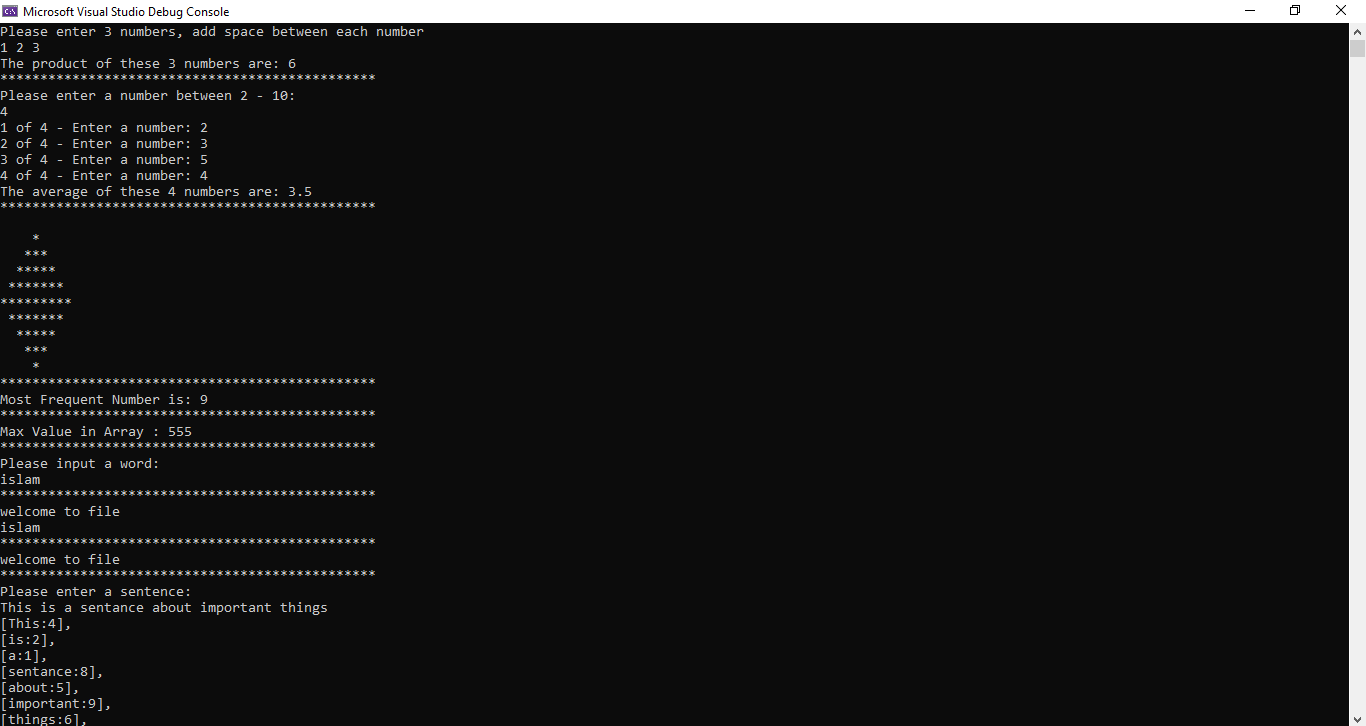 Microsoft Visual Studio Debug Console
Please enter 3 numbers, add space between each number
1 2 3
The product of these 3 numbers are: 6
***********************************************
Please enter a number between 2 - 10:
4
1 of 4 - Enter a number: 2
2 of 4 - Enter a number: 3
3 of 4 - Enter a number: 5
4 of 4 - Enter a number: 4
The average of these 4 numbers are: 3.5
***********************************************

    *
   ***
  *****
 *******
*********
 *******
  *****
   ***
    *
***********************************************
Most Frequent Number is: 9
***********************************************
Max Value in Array : 555
***********************************************
Please input a word:
islam
***********************************************
welcome to file
islam
***********************************************
welcome to file
***********************************************
Please enter a sentence:
This is a sentance about important things
[This:4],
[is:2],
[a:1],
[sentance:8],
[about:5],
[important:9],
[things:6],